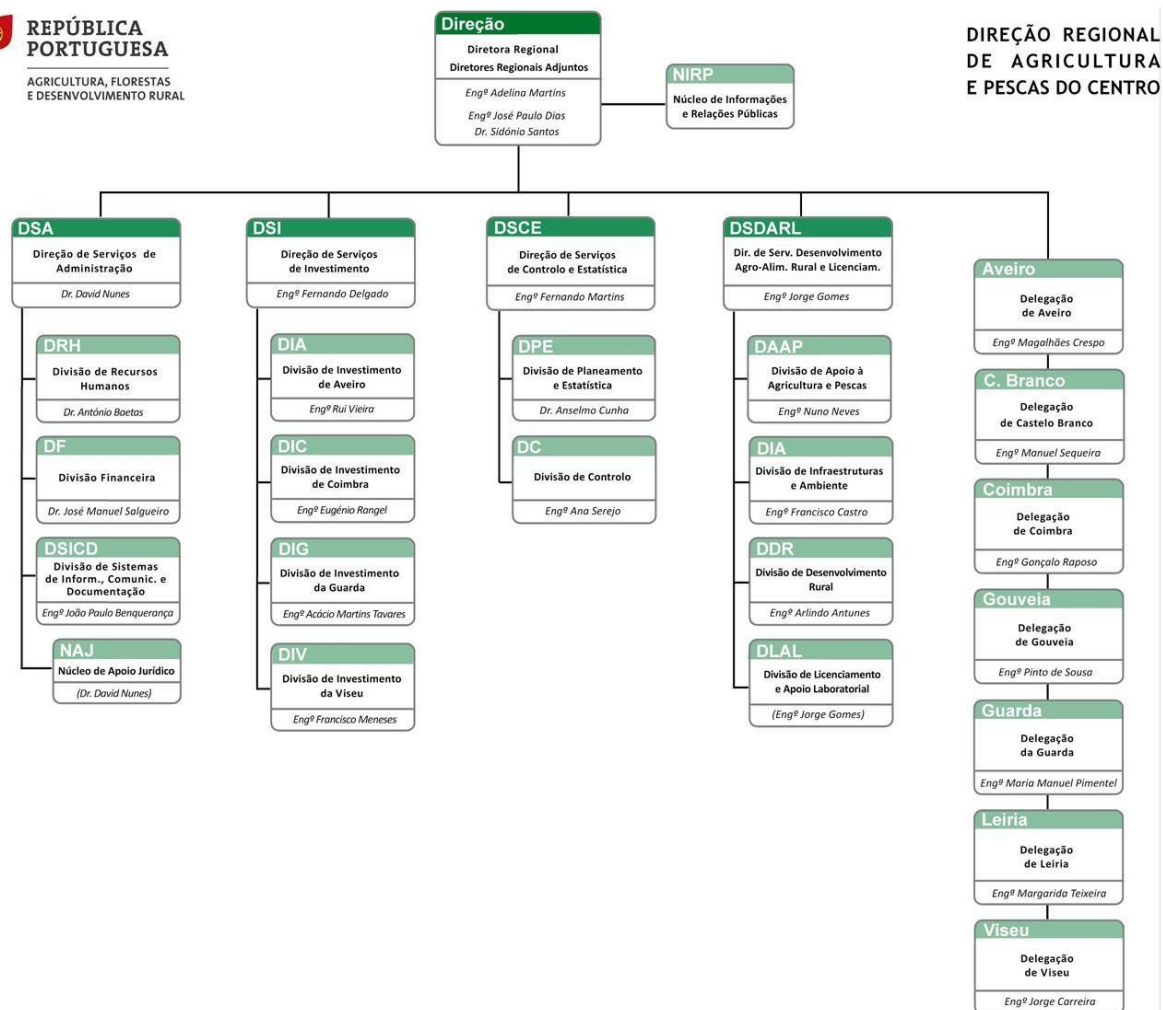 REPÚBLICA
PORTUGUESA
AGRICULTURA, FLORESTAS
E DESENVOLVIMENTO RURAL
DIREÇÃO REGIONAL
DE AGRICULTURA
E PESCAS DO CENTRO
Direção
Diretora Regional
Diretores Regionais Adjuntos
Engª Adelina Martins
Engº José Paulo Dias
Dr. Sidónio Santos
NIRP
Núcleo de Informações
e Relações Públicas
DSA
Direção de Serviços de
Administração
Dr. David Nunes
DRH
Divisão de Recursos
Humanos
Dr. António Baetas
DF
Divisão Financeira
Dr. José Manuel Salgueiro
DSICD
Divisão de Sistemas
de Inform., Comunic. e
Documentação
Engº João Paulo Benquerança
NAJ
Núcleo de Apoio Jurídico
(Dr. David Nunes)
DSI
Direção de Serviços
de Investimento
Engº Fernando Delgado
DIA
Divisão de Investimento
de Aveiro
Engº Rui Vieira
DIC
Divisão de Investimento
de Coimbra
Engº Eugénio Rangel
DIG
Divisão de Investimento
da Guarda
Engº Acácio Martins Tavares
DIV
Divisão de Investimento
da Viseu
Engº Francisco Meneses
DSCE
Direção de Serviços
de Controlo e Estatística
Engº Fernando Martins
DPE
Divisão de Planeamento
e Estatística
Dr. Anselmo Cunha
DC
Divisão de Controlo
Engª Ana Serejo
DSDARL
Dir. de Serv. Desenvolvimento
Agro-Alim. Rural e Licenciam.
Engº Jorge Gomes
DAAP
Divisão de Apoio à
Agricultura e Pescas
Engº Nuno Neves
DIA
Divisão de Infraestruturas
e Ambiente
Engº Francisco Castro
DDR
Divisão de Desenvolvimento
Rural
Engº Arlindo Antunes
DLAL
Divisão de Licenciamento
e Apoio Laboratorial
(Engº Jorge Gomes)
Aveiro
Delegação
de Aveiro
Engº Magalhães Crespo
C. Branco
Delegação
de Castelo Branco
Engº Manuel Sequeira
Coimbra
Delegação
de Coimbra
Engº Gonçalo Raposo
Gouveia
Delegação
de Gouveia
Engº Pinto de Sousa
Guarda
Delegação
da Guarda
Engª Maria Manuel Pimentel
Leiria
Delegação
de Leiria
Engª Margarida Teixeira
Viseu
Delegação
de Viseu
Engº Jorge Carreira